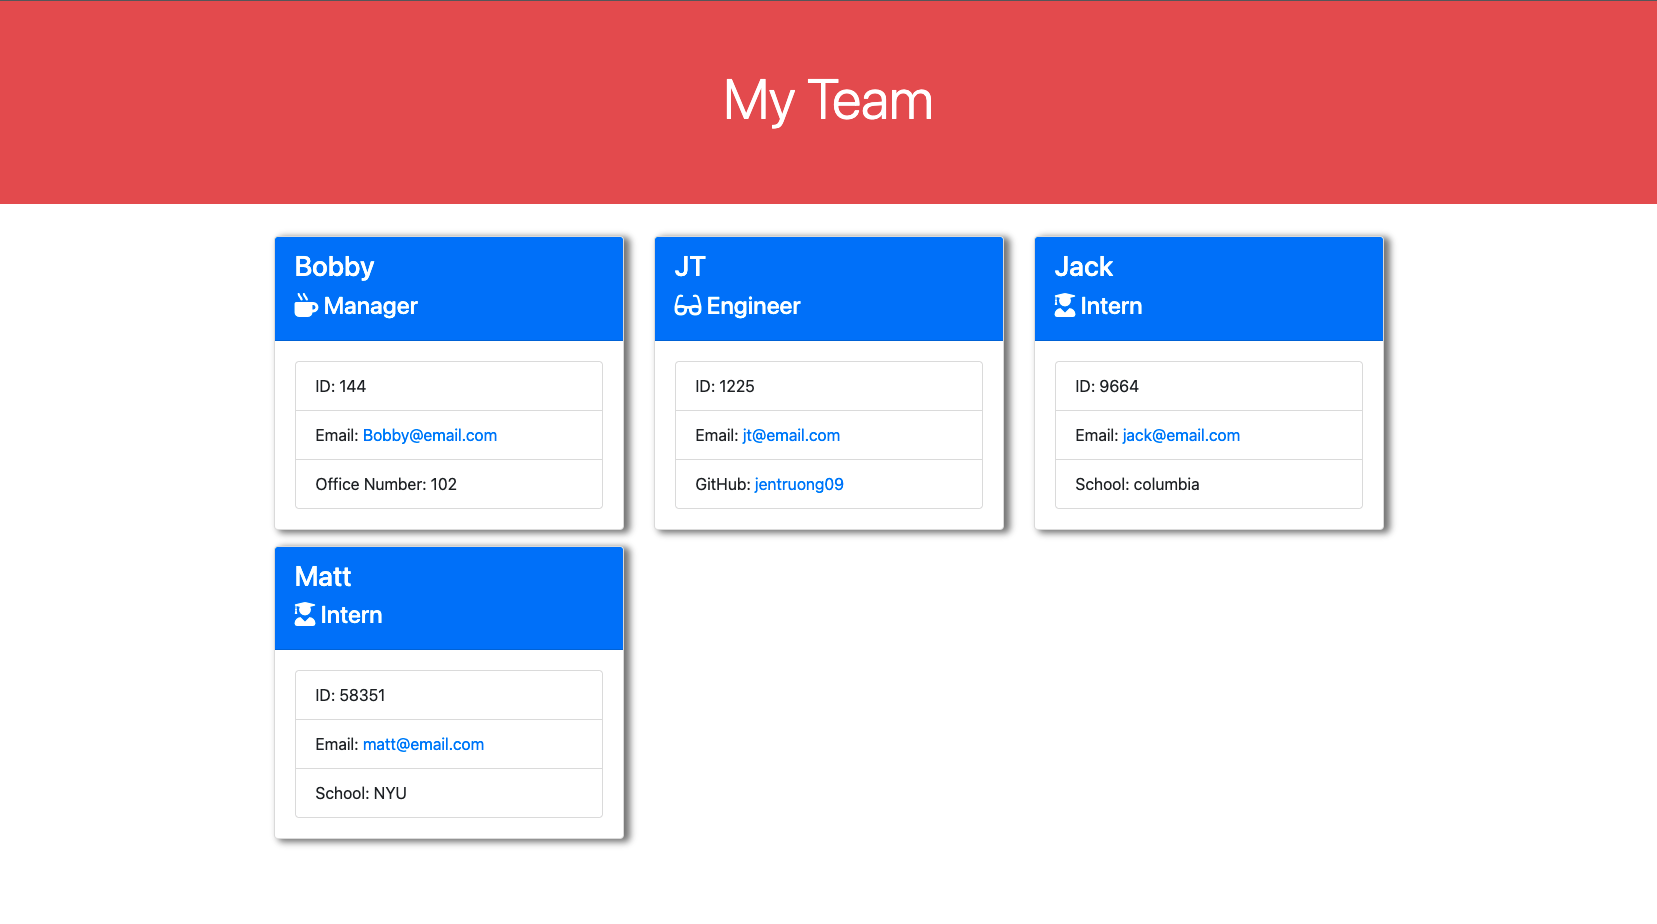 My Team
Bobby
Manager
ID: 144
Email: Bobby@email.com
Office Number: 102
JT
Engineer
ID: 1225
Email: jt@email.com
GitHub: jentruong09
Jack
Intern
ID: 9664
Email: jack@email.com
School: columbia
Matt
Intern
ID: 58351
Email: matt@email.com
School: NYU